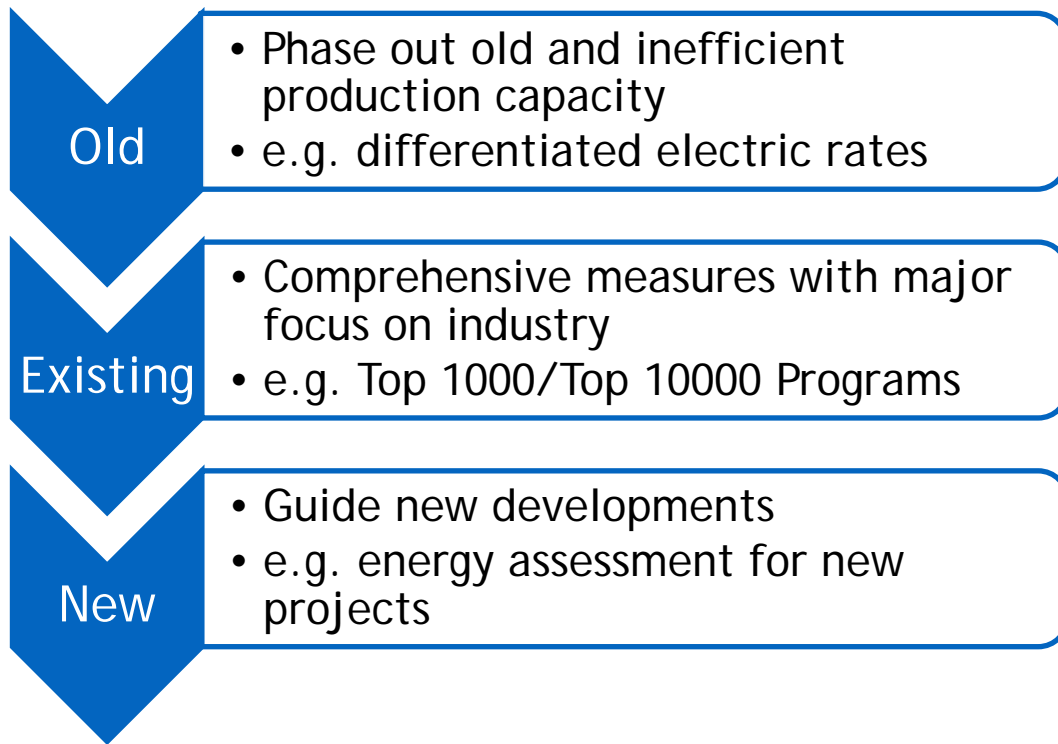 Old
• Phase out old and inefficient
production capacity
• e.g. differentiated electric rates
Existing
• Comprehensive measures with major
focus on industry
• e.g. Top 1000/Top 10000 Programs
New
• Guide new developments
• e.g. energy assessment for new
projects